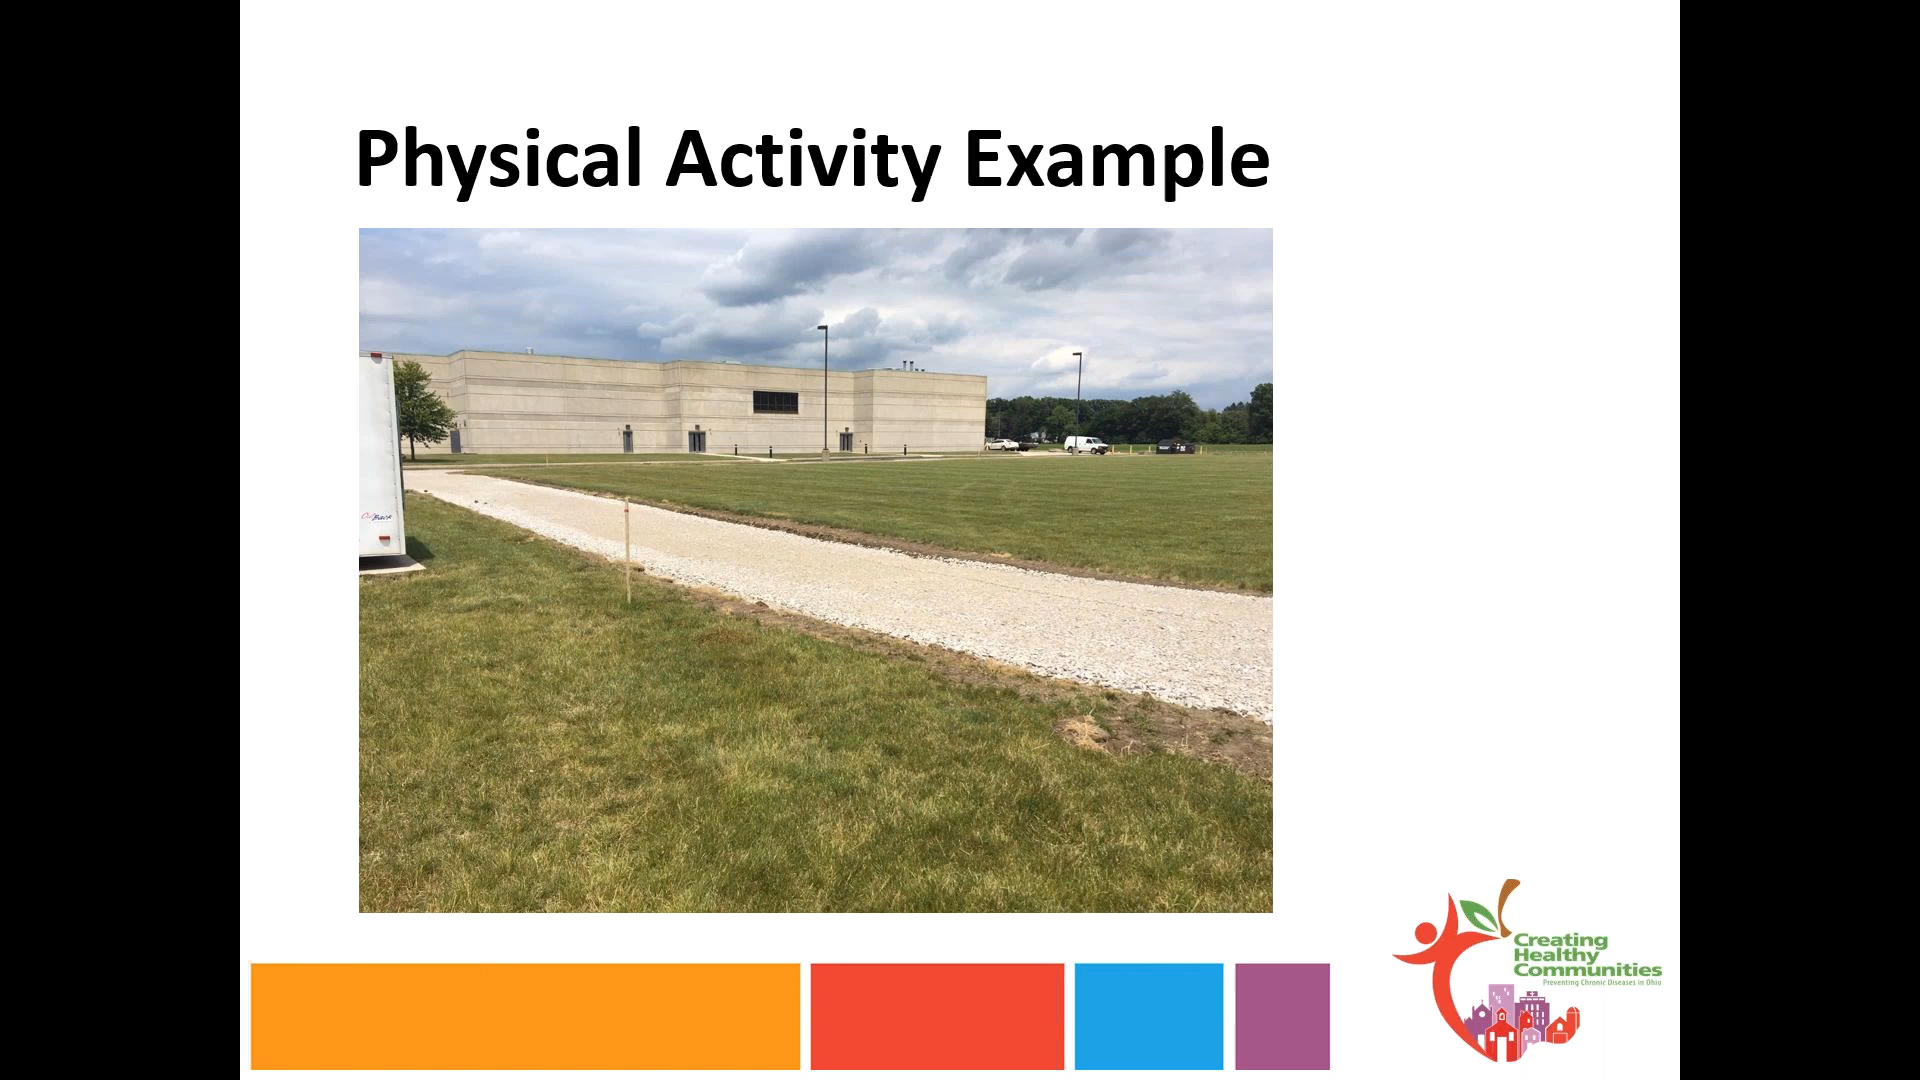 Physical Activity Example
Creating
Healthy
Communities
Preventing Chronic Diseases in Ohio